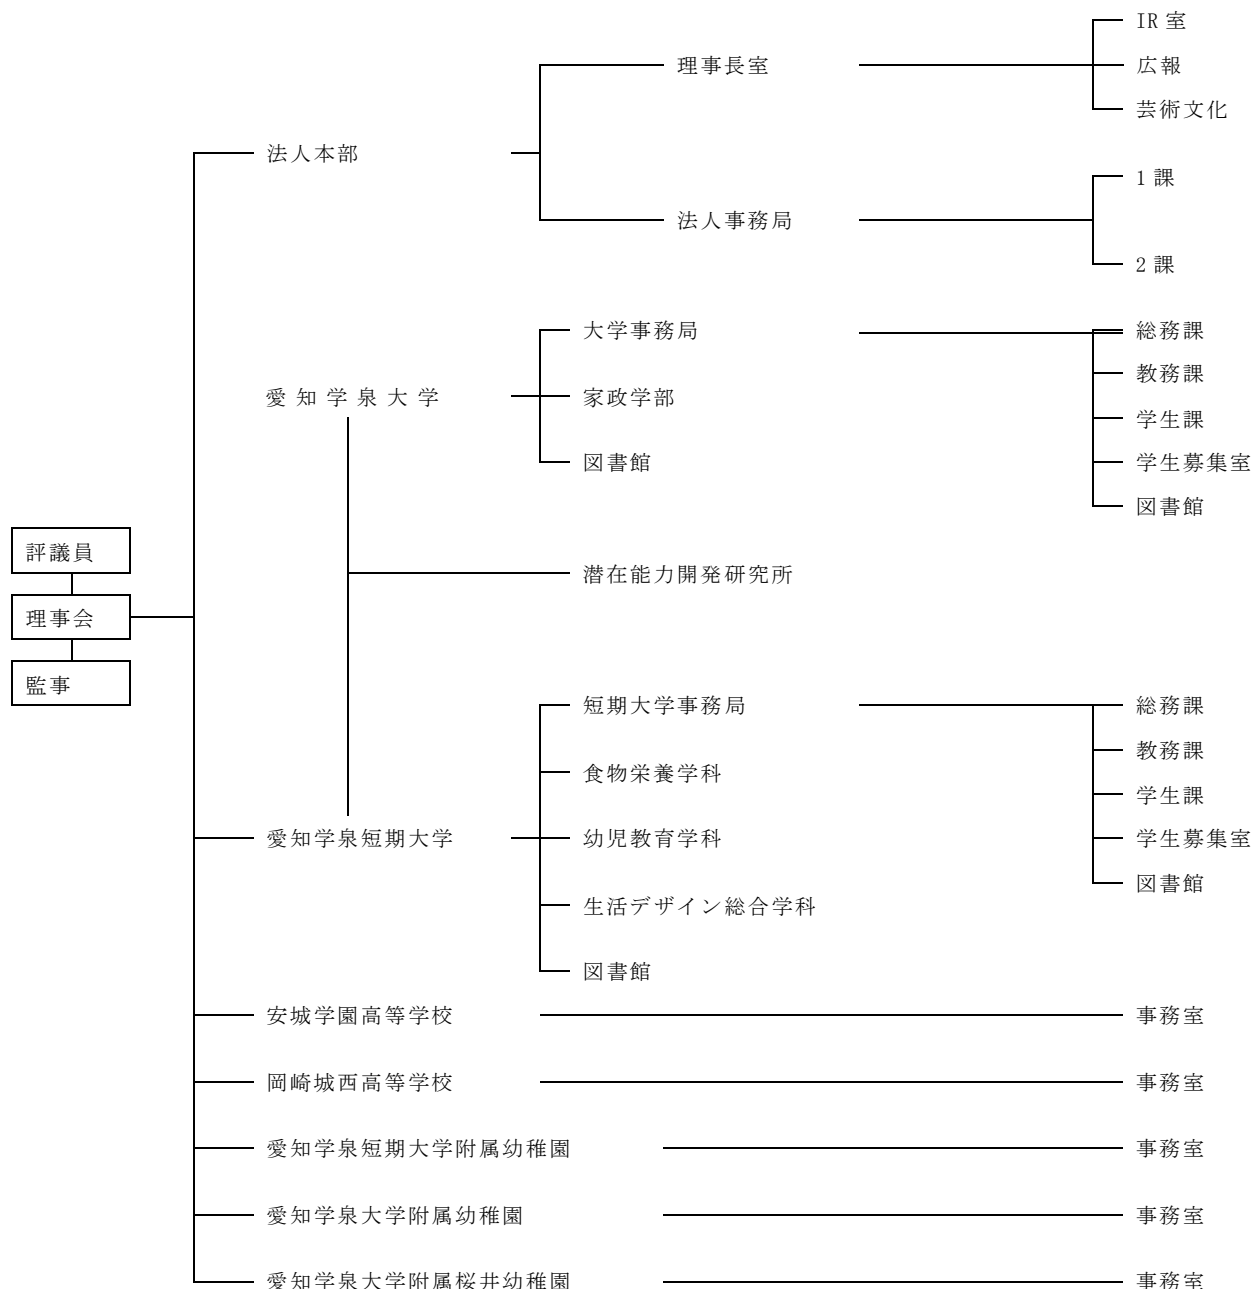 評議員
理事会
監事
法人本部
理事長室
IR 室
広報
芸術文化
法人事務局
1 課
2 課
愛知学泉大学
大学事務局
総務課
教務課
学生課
学生募集室
図書館
家政学部
図書館
潜在能力開発研究所
愛知学泉短期大学
短期大学事務局
総務課
教務課
学生課
学生募集室
図書館
食物栄養学科
幼児教育学科
生活デザイン総合学科
図書館
安城学園高等学校
事務室
岡崎城西高等学校
事務室
愛知学泉短期大学附属幼稚園
事務室
愛知学泉大学附属幼稚園
事務室
愛知学泉大学附属桜井幼稚園
事務室